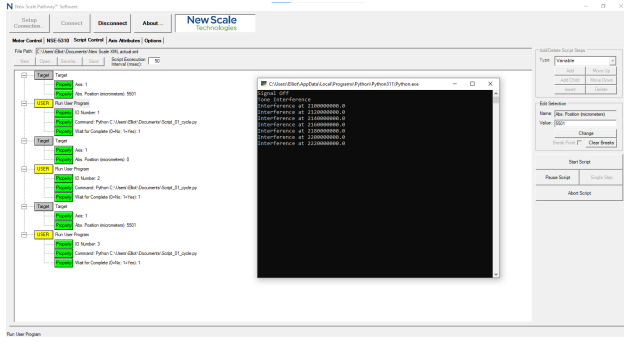 New Scale Pathway™ Software
Setup Connection... Connect Disconnect About... New Scale Technologies
Motor Control NSE-5310 Script Control Axis Attributes Options
File Path: C:\Users\Elliot\Documents\New Scale XML actual.xml
New Open Save Script Execution Interval (msec): 50
Target Target
Property Axis: 1
Property Abs. Position (micrometers): 5501
USER Run User Program
Property ID Number: 1
Property Command: Python C:\Users\Elliot\Documents\Script_01_cycle.py
Property Wait for Complete (0=No; 1=Yes): 1
Target Target
Property Axis: 1
Property Abs. Position (micrometers): 0
USER Run User Program
Property ID Number: 2
Property Command: Python C:\Users\Elliot\Documents\Script_01_cycle.py
Property Wait for Complete (0=No; 1=Yes): 1
Target Target
Property Axis: 1
Property Abs. Position (micrometers): 5501
USER Run User Program
Property ID Number: 3
Property Command: Python C:\Users\Elliot\Documents\Script_01_cycle.py
Property Wait for Complete (0=No; 1=Yes): 1
C:\Users\Elliot\AppData\Local\Programs\Python\Python311\Python.exe
Signal Off
Tone Interference
Interference at 2100000000.0
Interference at 2120000000.0
Interference at 2140000000.0
Interference at 2160000000.0
Interference at 2180000000.0
Interference at 2200000000.0
Interference at 2220000000.0
Add/Delete Script Steps
Type: Variable
Add Move Up
Add Child Move Down
Insert Delete
Edit Selection
Name: Abs. Position (micrometers)
Value: 5501
Change
Break Point Clear Breaks
Start Script
Pause Script Single Step
Abort Script
Run User Program